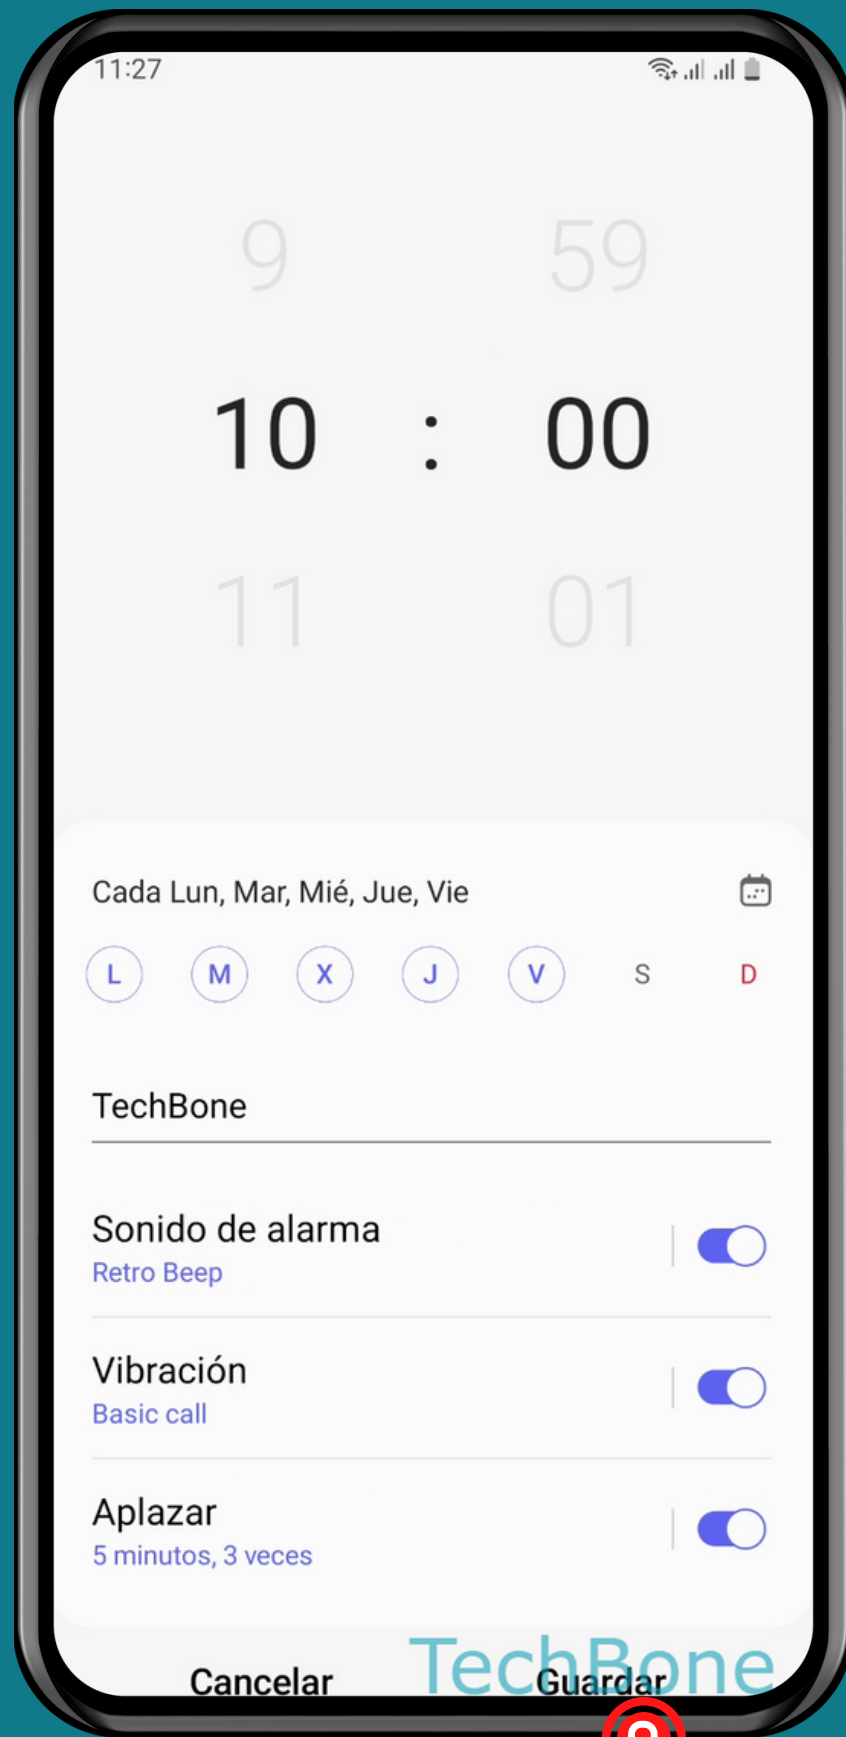 11:27
9 59
10 : 00
11 01
Cada Lun, Mar, Mié, Jue, Vie
L M X J V S D
TechBone
Sonido de alarma
Retro Beep
Vibración
Basic call
Aplazar
5 minutos, 3 veces
TechBone
Cancelar Guardar